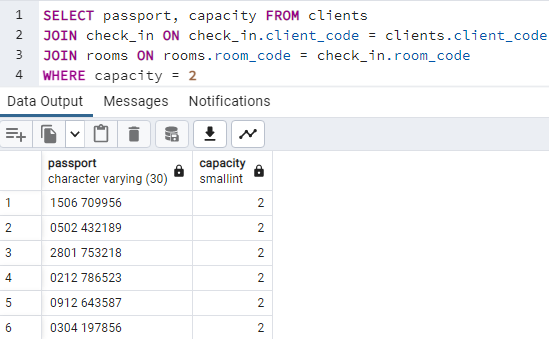 1 SELECT passport, capacity FROM clients
2 JOIN check_in ON check_in.client_code = clients.client_code
3 JOIN rooms ON rooms.room_code = check_in.room_code
4 WHERE capacity = 2
Data Output Messages Notifications
passport capacity
character varying (30) smallint
1 1506 709956 2
2 0502 432189 2
3 2801 753218 2
4 0212 786523 2
5 0912 643587 2
6 0304 197856 2